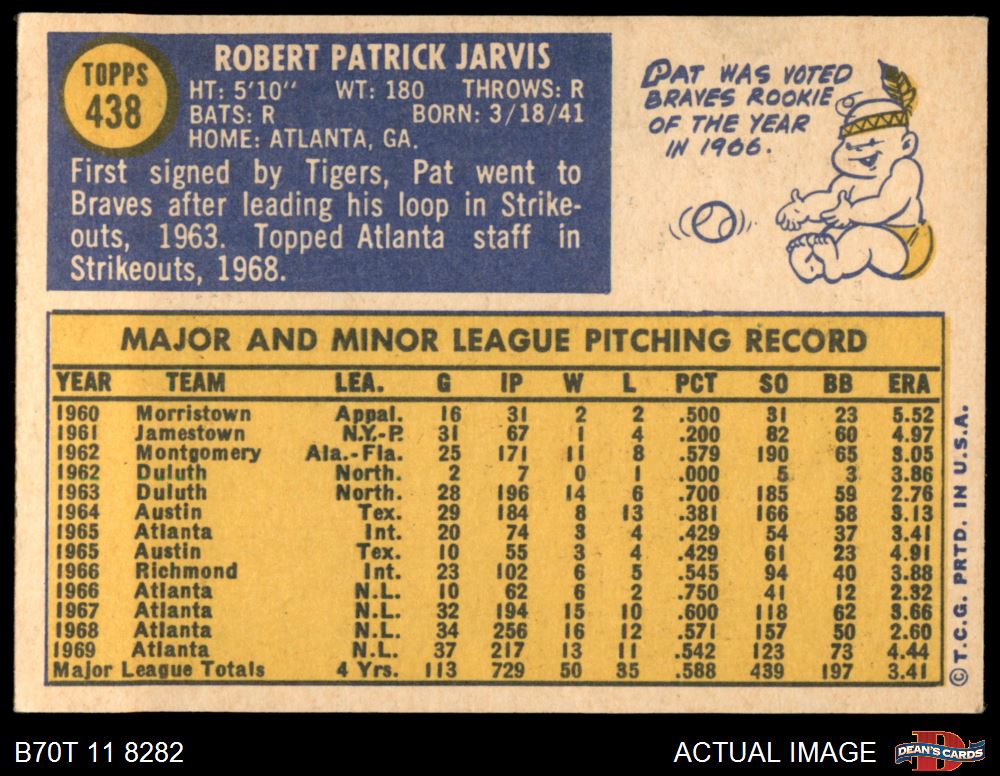 TOPPS
438
ROBERT PATRICK JARVIS
HT: 5'10" WT: 180 THROWS: R
BATS: R BORN: 3/18/41
HOME: ATLANTA, GA.
First signed by Tigers, Pat went to
Braves after leading his loop in Strike-
outs, 1963. Topped Atlanta staff in
Strikeouts, 1968.
PAT WAS VOTED
BRAVES ROOKIE
OF THE YEAR
IN 1966.
MAJOR AND MINOR LEAGUE PITCHING RECORD
YEAR TEAM LEA. G IP W L PCT SO BB ERA
1960 Morristown Appal. 16 31 2 2 .500 31 23 5.52
1961 Jamestown N.Y.-P. 31 67 1 4 .200 82 60 4.97
1962 Montgomery Ala.-Fla. 25 171 11 8 .579 190 65 3.05
1962 Duluth North. 2 7 0 1 .000 5 3 3.86
1963 Duluth North. 28 196 14 6 .700 185 59 2.76
1964 Austin Tex. 29 184 8 13 .381 166 58 3.13
1965 Atlanta Int. 20 74 3 4 .429 54 37 3.41
1965 Austin Tex. 10 55 3 4 .429 61 23 4.91
1966 Richmond Int. 23 102 6 5 .545 94 40 3.88
1966 Atlanta N.L. 10 62 6 2 .750 41 12 2.32
1967 Atlanta N.L. 32 194 15 10 .600 118 62 3.66
1968 Atlanta N.L. 34 256 16 12 .571 157 50 2.60
1969 Atlanta N.L. 37 217 13 11 .542 123 73 4.44
Major League Totals 4 Yrs. 113 729 50 35 .588 439 197 3.41
© T.C.G. PRTD. IN U.S.A.
B70T 11 8282
ACTUAL IMAGE
DEAN'S CARDS